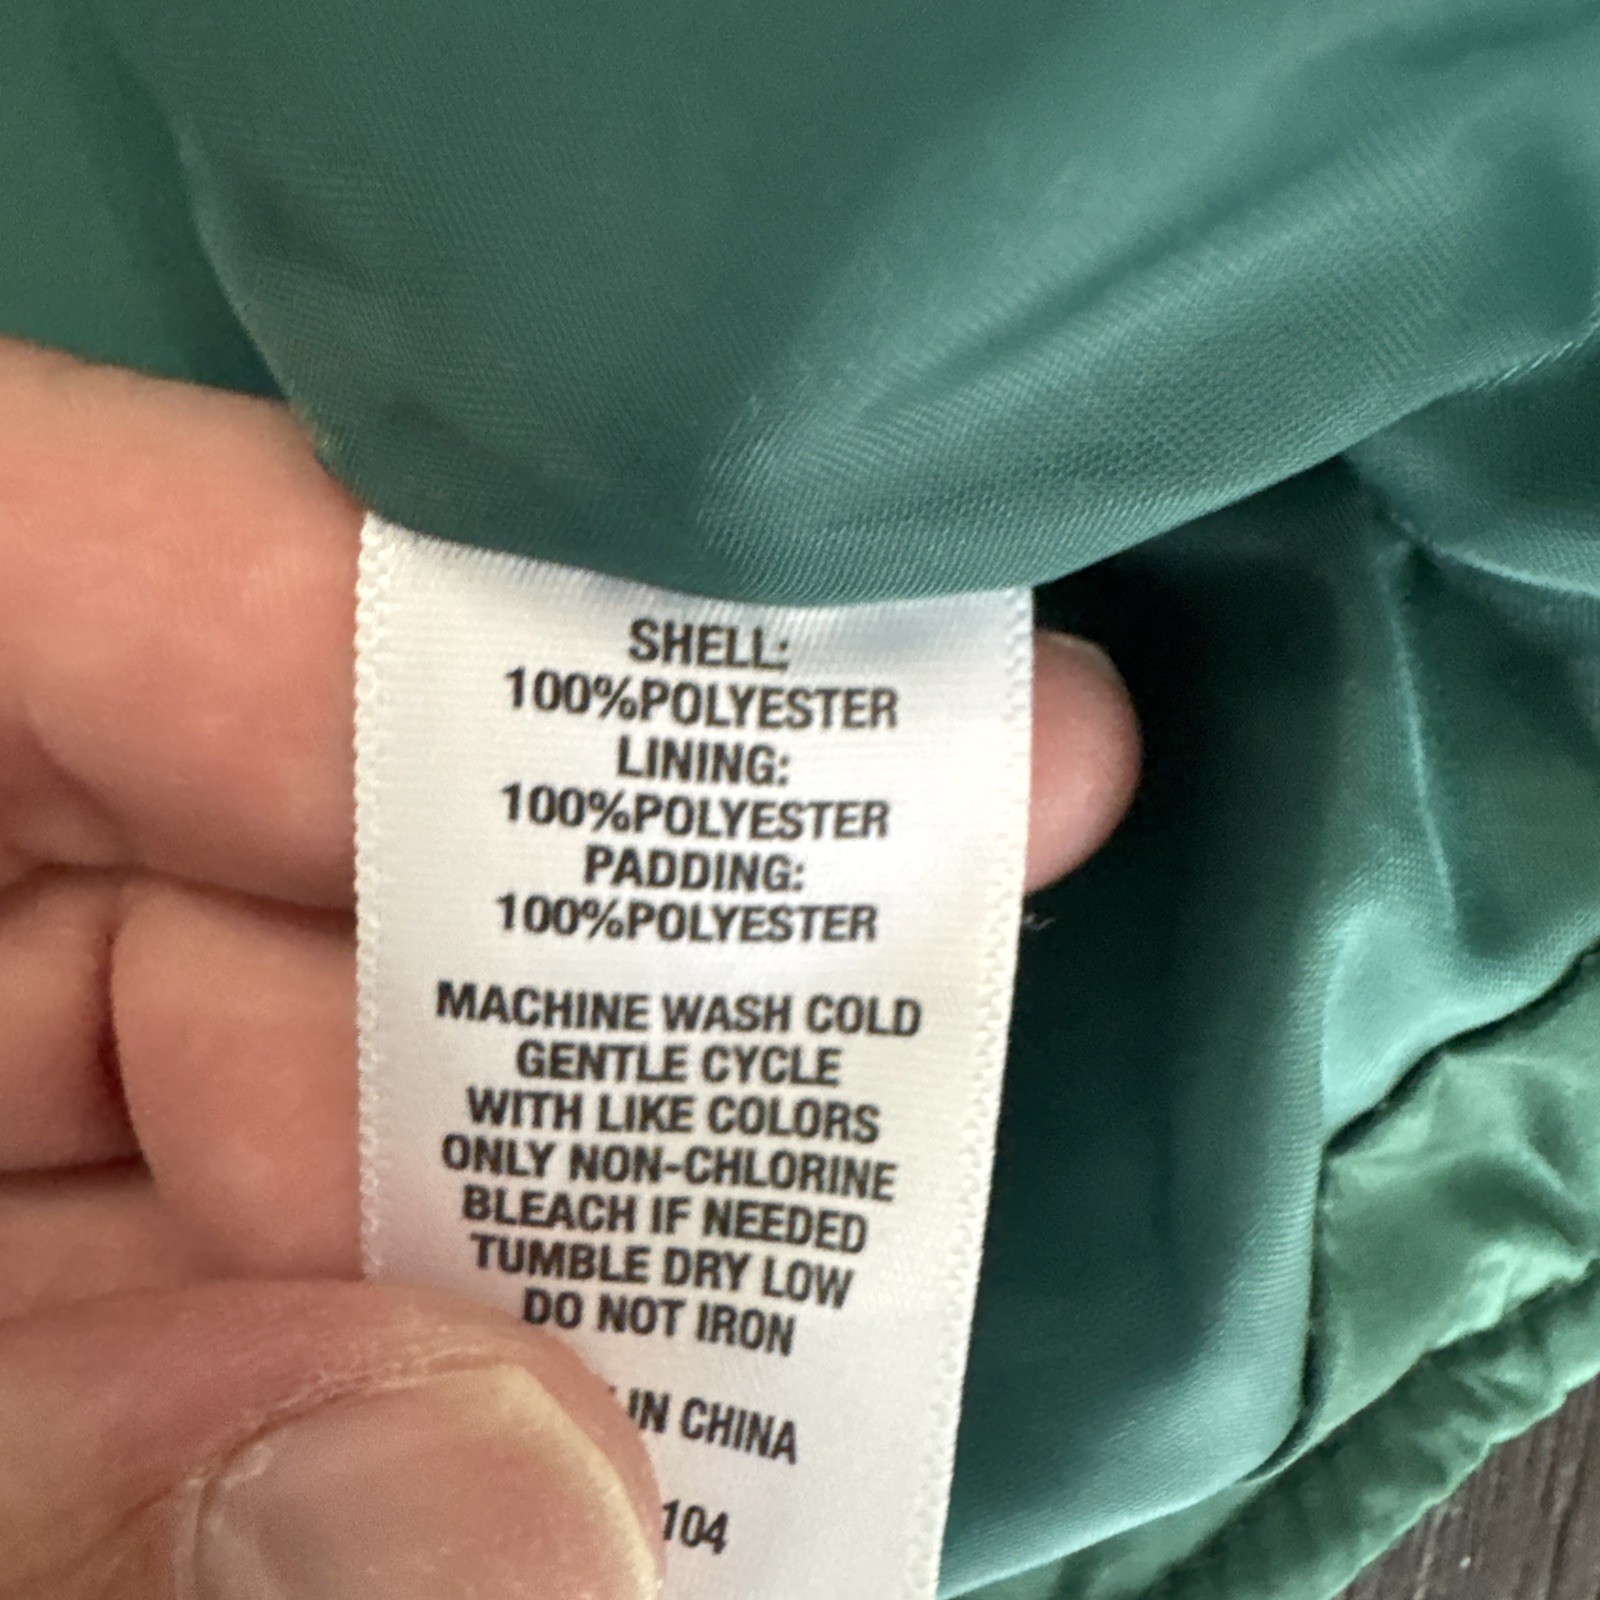 SHELL:
100%POLYESTER
LINING:
100%POLYESTER
PADDING:
100%POLYESTER
MACHINE WASH COLD
GENTLE CYCLE
WITH LIKE COLORS
ONLY NON-CHLORINE
BLEACH IF NEEDED
TUMBLE DRY LOW
DO NOT IRON
IN CHINA
104